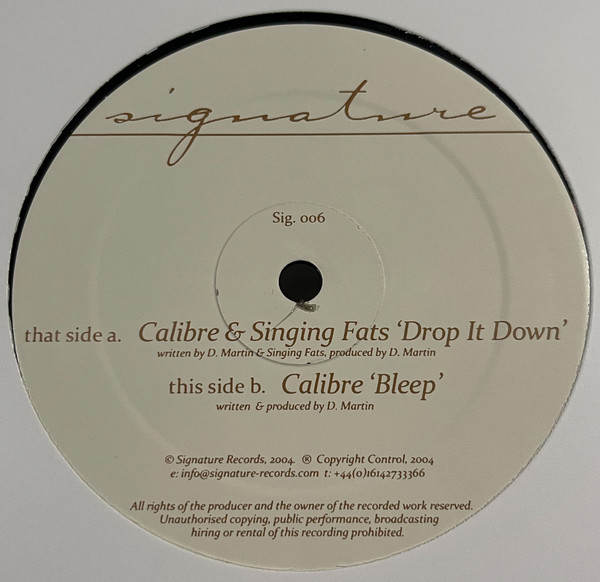 signature
Sig. 006
that side a. Calibre & Singing Fats ‘Drop It Down’
written by D. Martin & Singing Fats, produced by D. Martin
this side b. Calibre ‘Bleep’
written & produced by D. Martin
© Signature Records, 2004. ® Copyright Control, 2004
e: info@signature-records.com t: +44(0)16142733366
All rights of the producer and the owner of the recorded work reserved.
Unauthorised copying, public performance, broadcasting
hiring or rental of this recording prohibited.